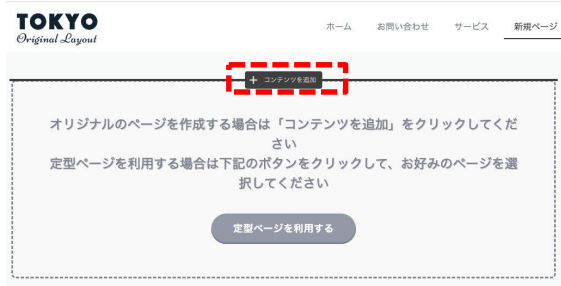 TOKYO
Original Layout
ホーム お問い合わせ サービス 新規ページ
+ コンテンツを追加
オリジナルのページを作成する場合は「コンテンツを追加」をクリックしてくだ
さい
定型ページを利用する場合は下記のボタンをクリックして、お好みのページを選
択してください
定型ページを利用する